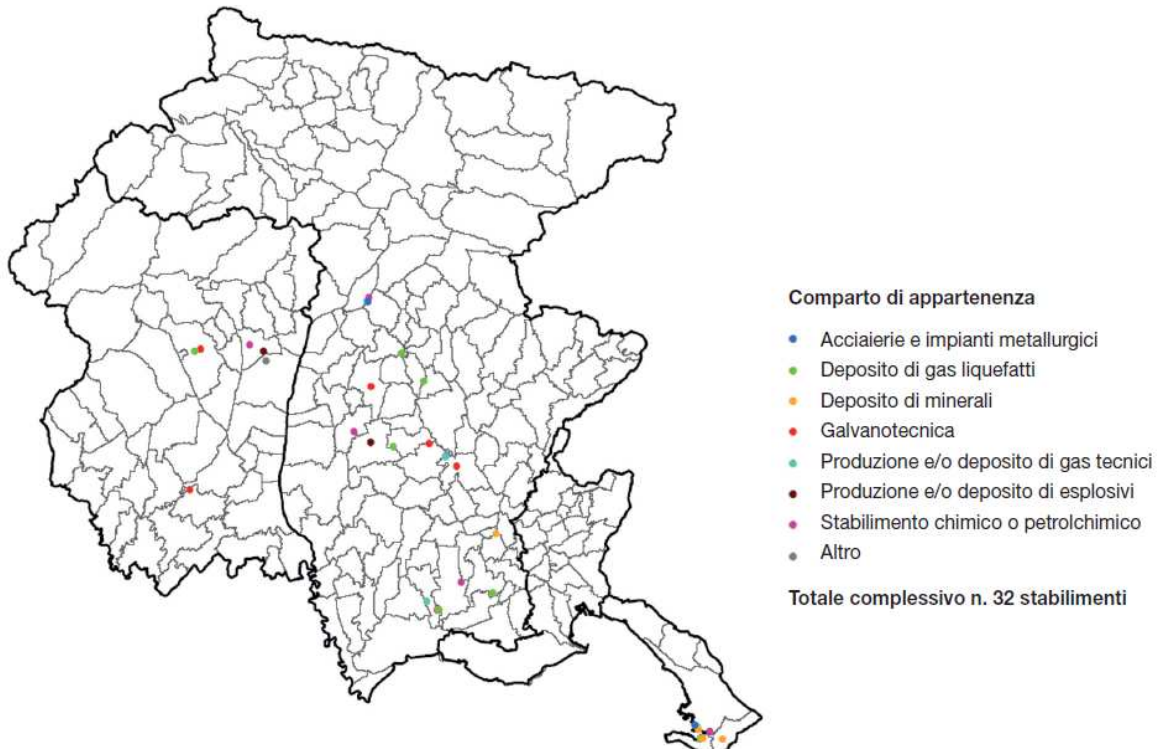 Comparto di appartenenza
Acciaierie e impianti metallurgici
Deposito di gas liquefatti
Deposito di minerali
Galvanotecnica
Produzione e/o deposito di gas tecnici
Produzione e/o deposito di esplosivi
Stabilimento chimico o petrolchimico
Altro
Totale complessivo n. 32 stabilimenti